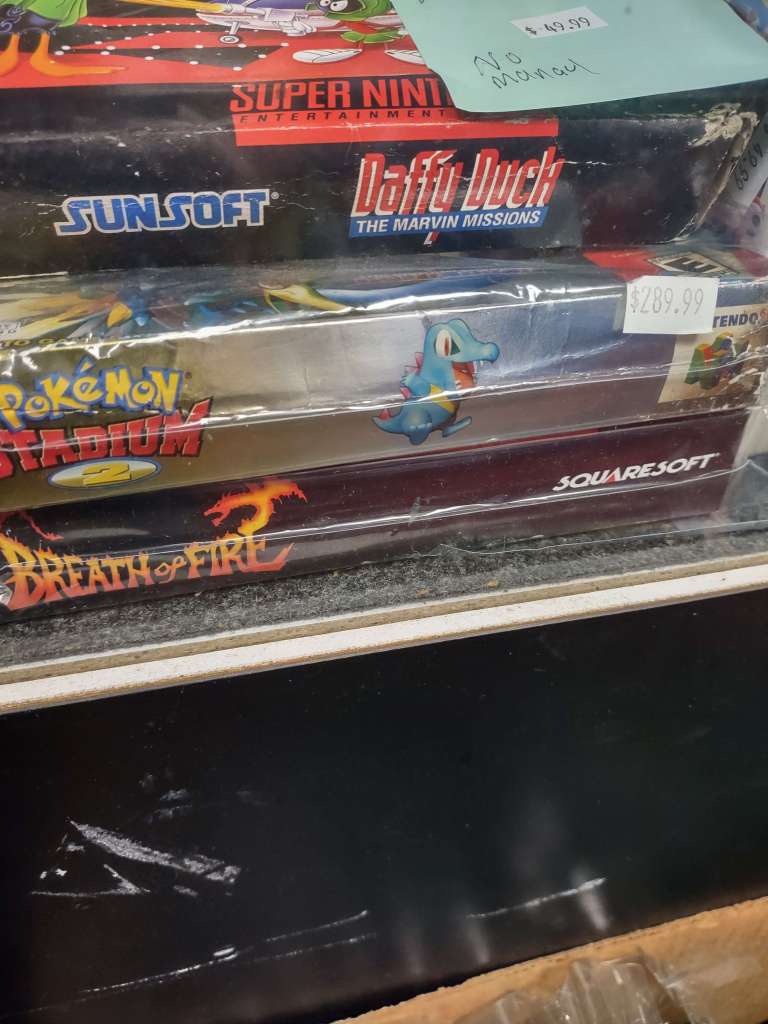 $49.99
No
manual
SUPER NINT
ENTERTAINMENT
SUNSOFT
Daffy Duck
THE MARVIN MISSIONS
$289.99
TENDO
POKéMON
STADIUM
2
SQUARESOFT
BREATH OF FIRE